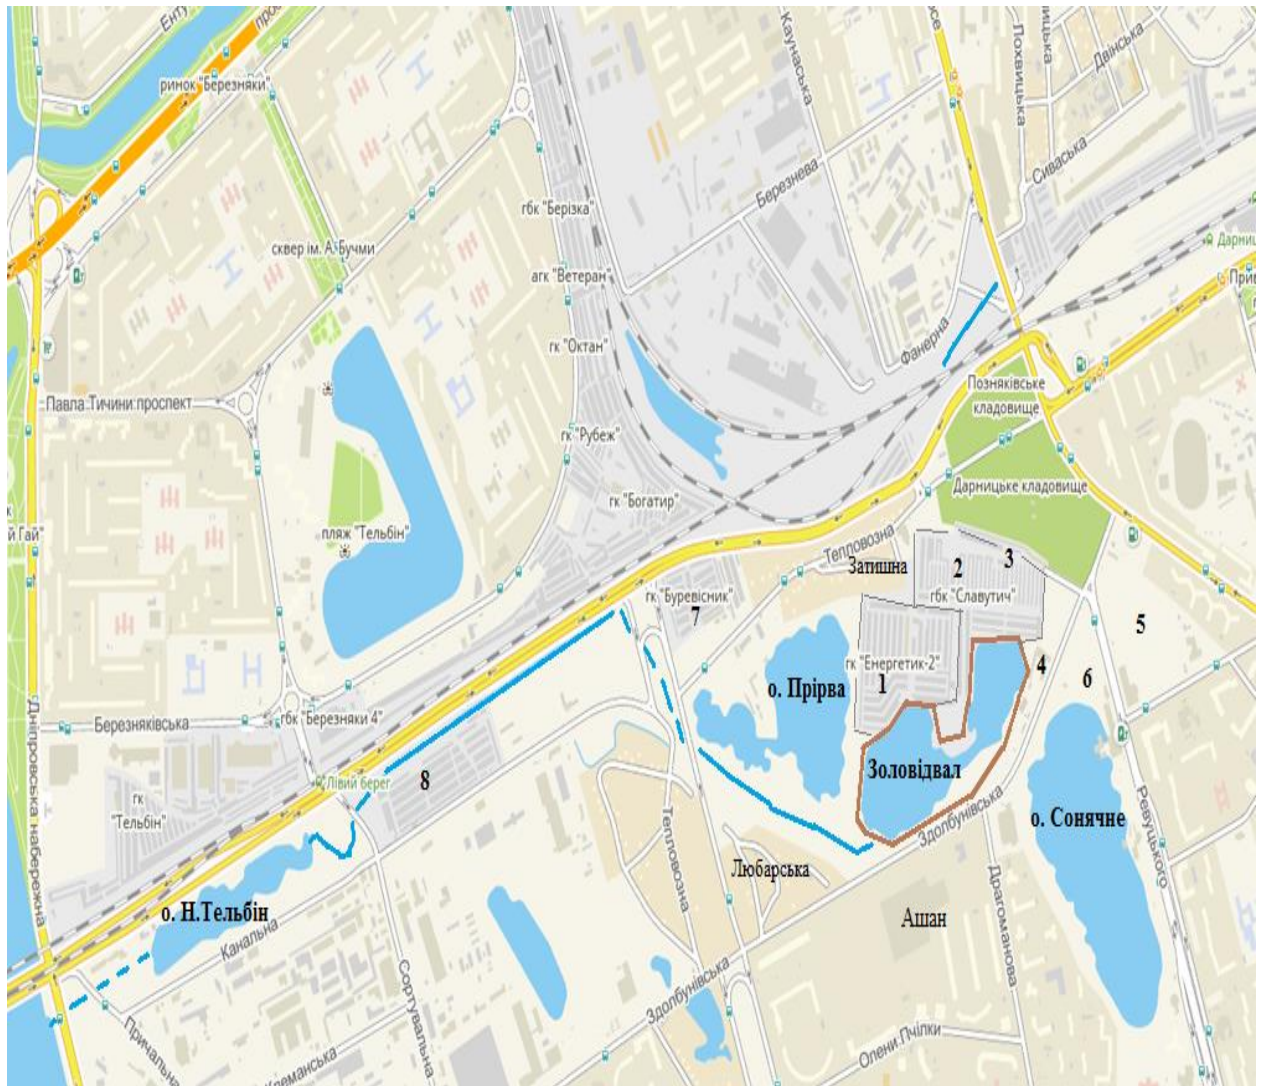 ринок "Березняки"
Каунаська
Похвицька
Двінська
Сиваська
Березнева
гбк "Берізка"
сквер ім. А. Бучми
агк "Ветеран"
гк "Октан"
Фанерна
Позняківське
кладовище
Павла Тичини проспект
гк "Рубеж"
Дарницьке кладовище
гк "Богатир"
й Гай"
пляж "Тельбін"
Тепловозна
Затишна
2
3
гк "Буревісник"
7
гбк "Славутич"
5
гк "Енергетик-2"
1
4
6
о. Прірва
Дніпровська набережна
Березняківська
гбк "Березняки 4"
Лівий берег
8
гк
"Тельбін"
Золовідвал
Здолбунівська
о. Сонячне
Ревуцького
Тепловозна
Любарська
Драгоманова
о. Н.Тельбін
Канальна
Ашан
Сортувальна
Здолбунівська
Причальна
Олени Пчілки